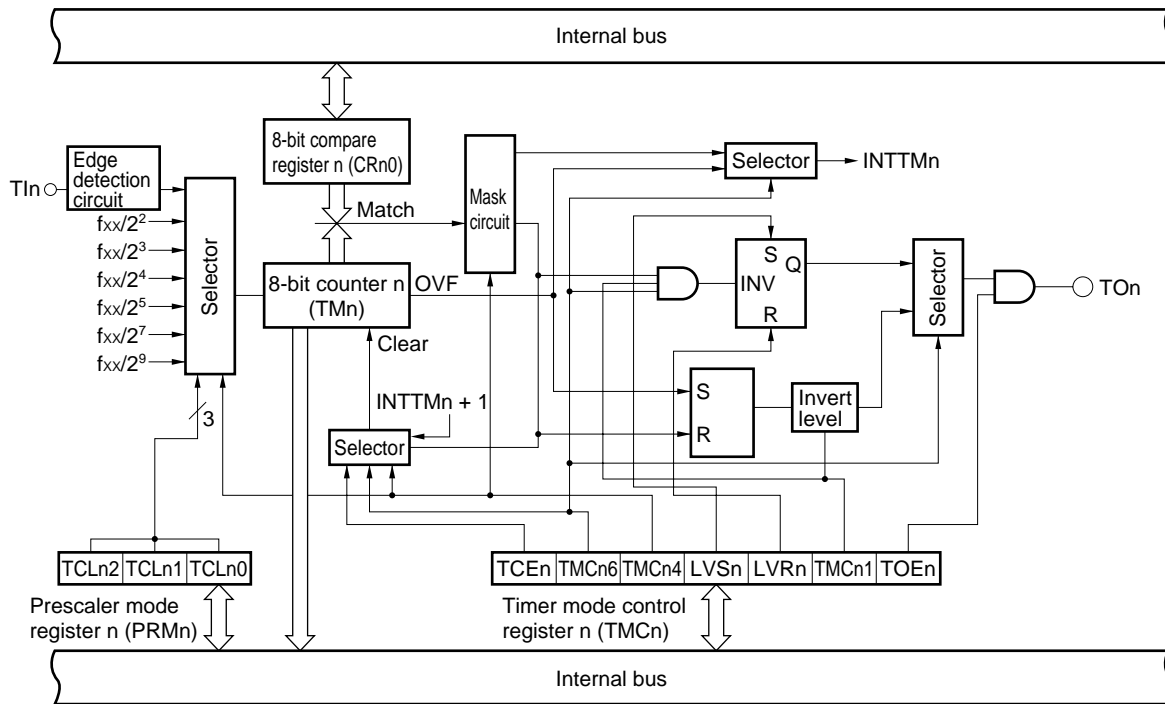 Internal bus
8-bit compare
register n (CRn0)
Edge
detection
circuit
TIn
Selector
INTTMn
Mask
circuit
Match
fxx/2²
fxx/2³
fxx/2⁴
fxx/2⁵
fxx/2⁷
fxx/2⁹
Selector
8-bit counter n
(TMn)
OVF
S
Q
INV
R
Selector
TOn
Clear
3
INTTMn + 1
Selector
S
R
Invert
level
TCLn2 TCLn1 TCLn0
TCEn TMCn6 TMCn4 LVSn LVRn TMCn1 TOEn
Prescaler mode
register n (PRMn)
Timer mode control
register n (TMCn)
Internal bus